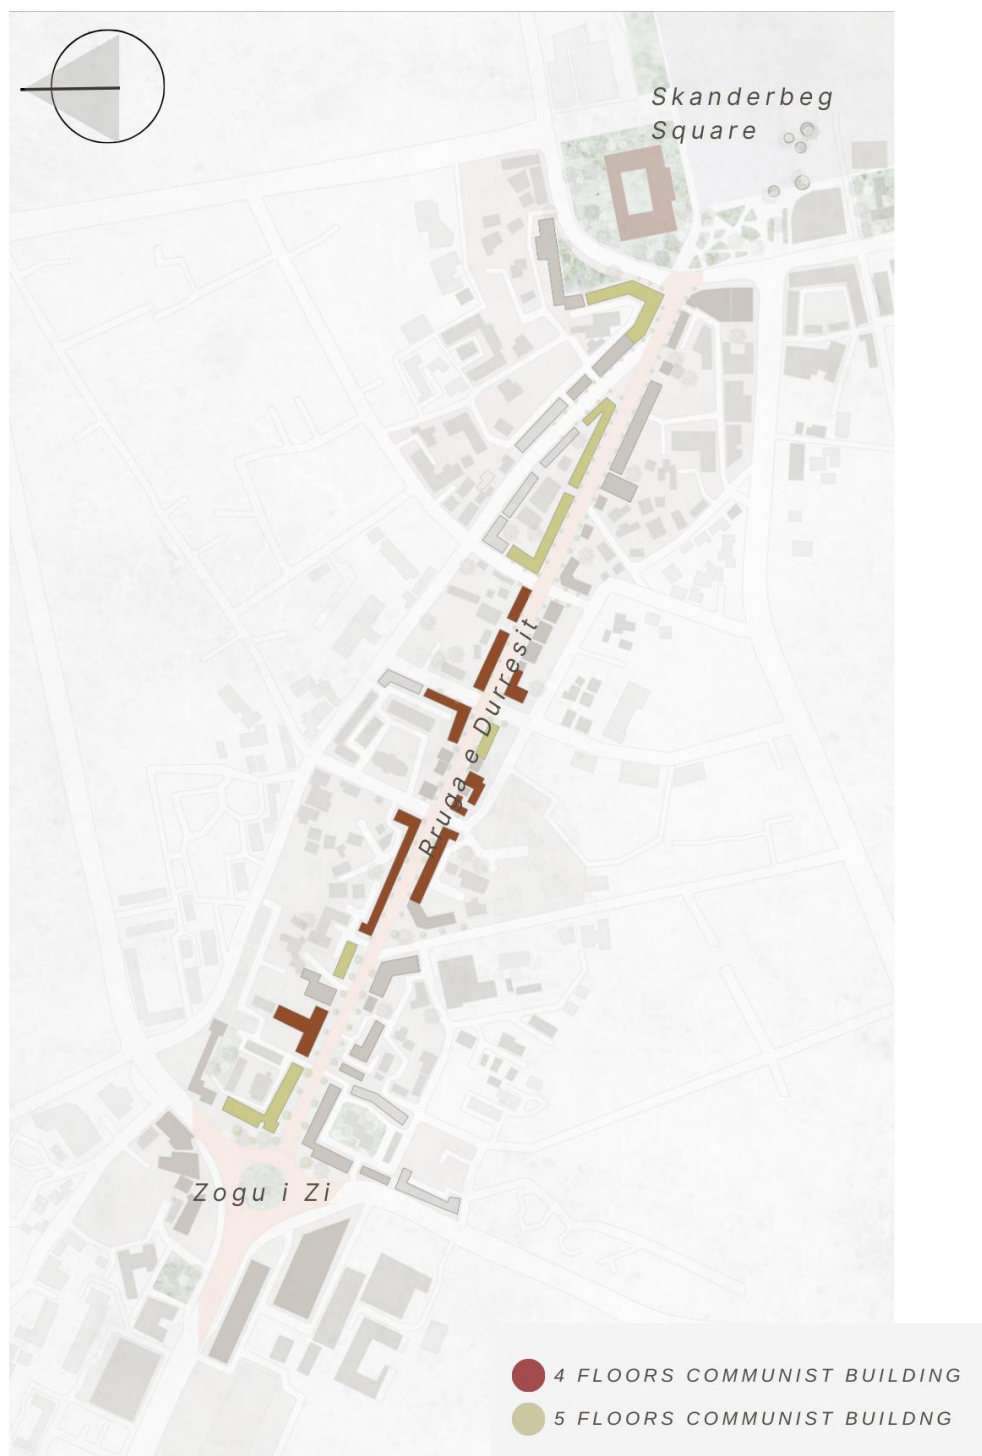 Skanderbeg
Square
Rruga e Durresit
Zogu i Zi
4 FLOORS COMMUNIST BUILDING
5 FLOORS COMMUNIST BUILDNG